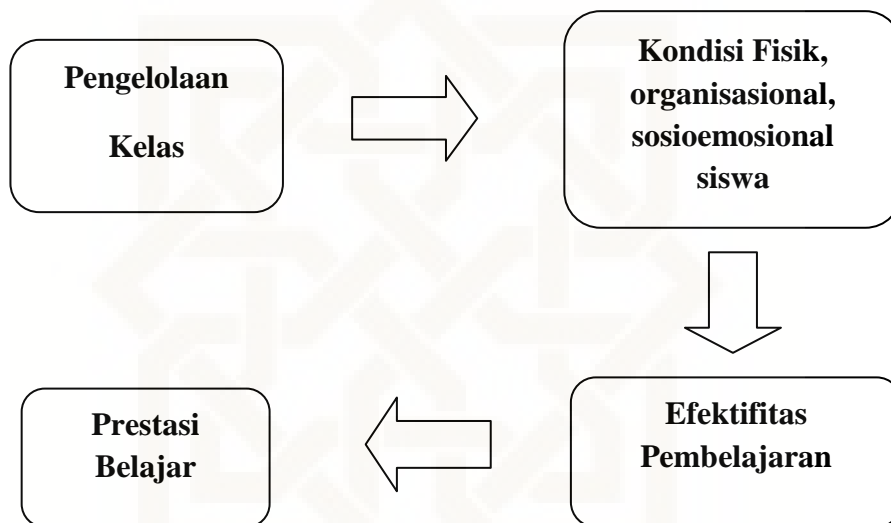 Pengelolaan
Kelas
Kondisi Fisik,
organisasional,
sosioemosional
siswa
Efektifitas
Pembelajaran
Prestasi
Belajar